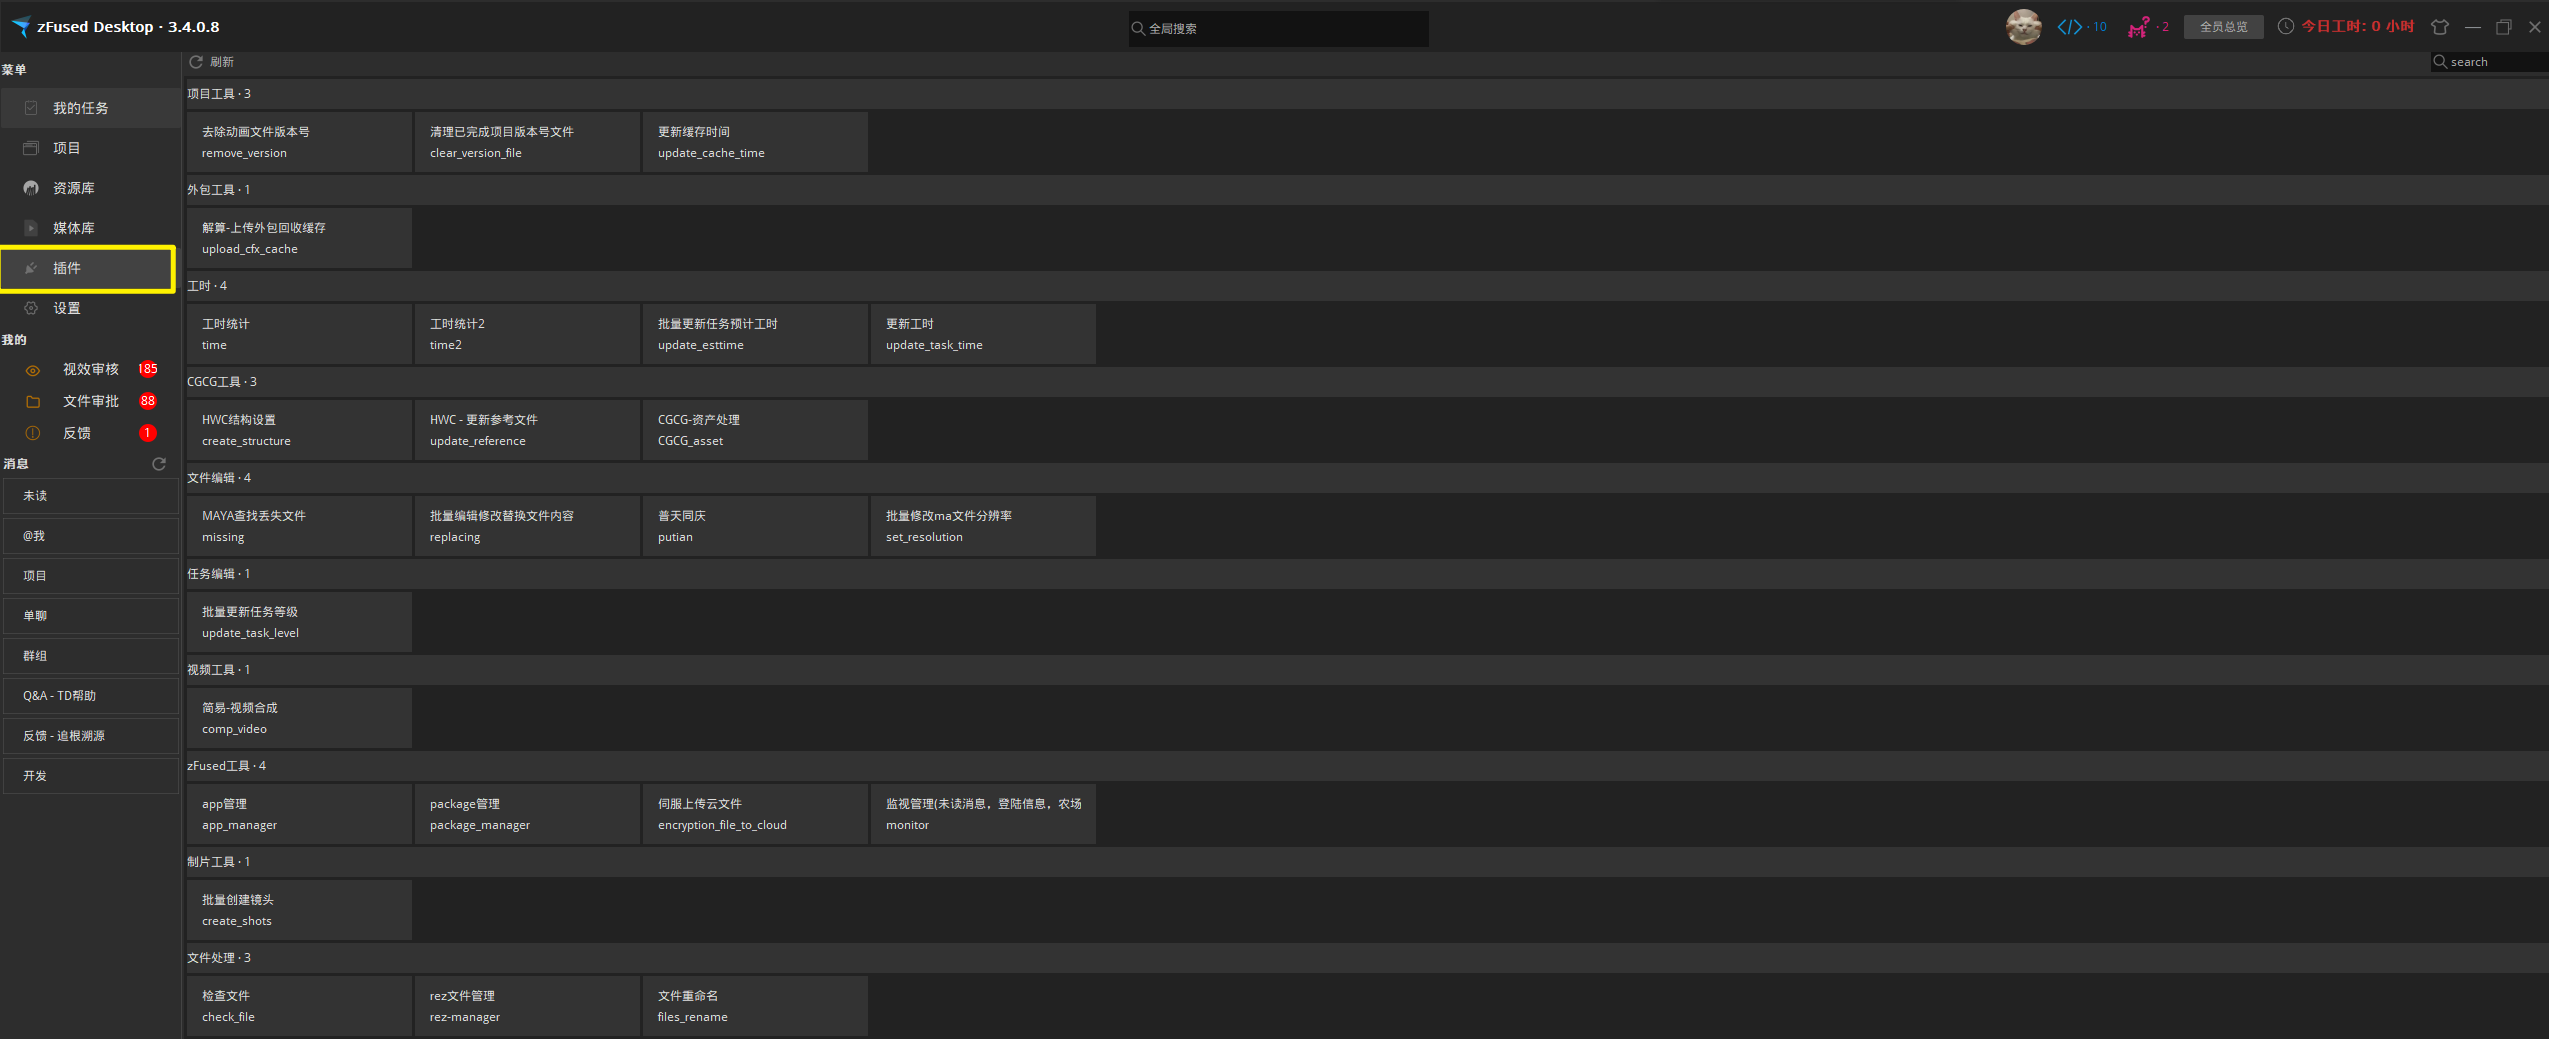 zFused Desktop · 3.4.0.8
全局搜索
· 10
· 2
全员总览
今日工时: 0 小时
菜单
我的任务
项目
资源库
媒体库
插件
设置
我的
视效审核 185
文件审批 88
反馈 1
消息
未读
@我
项目
单聊
群组
Q&A - TD帮助
反馈 - 追根溯源
开发
刷新
search
项目工具 · 3
去除动画文件版本号
remove_version
清理已完成项目版本号文件
clear_version_file
更新缓存时间
update_cache_time
外包工具 · 1
解算-上传外包回收缓存
upload_cfx_cache
工时 · 4
工时统计
time
工时统计2
time2
批量更新任务预计工时
update_esttime
更新工时
update_task_time
CGCG工具 · 3
HWC结构设置
create_structure
HWC - 更新参考文件
update_reference
CGCG-资产处理
CGCG_asset
文件编辑 · 4
MAYA查找丢失文件
missing
批量编辑修改替换文件内容
replacing
普天同庆
putian
批量修改ma文件分辨率
set_resolution
任务编辑 · 1
批量更新任务等级
update_task_level
视频工具 · 1
简易-视频合成
comp_video
zFused工具 · 4
app管理
app_manager
package管理
package_manager
伺服上传云文件
encryption_file_to_cloud
监视管理(未读消息，登陆信息，农场
monitor
制片工具 · 1
批量创建镜头
create_shots
文件处理 · 3
检查文件
check_file
rez文件管理
rez-manager
文件重命名
files_rename